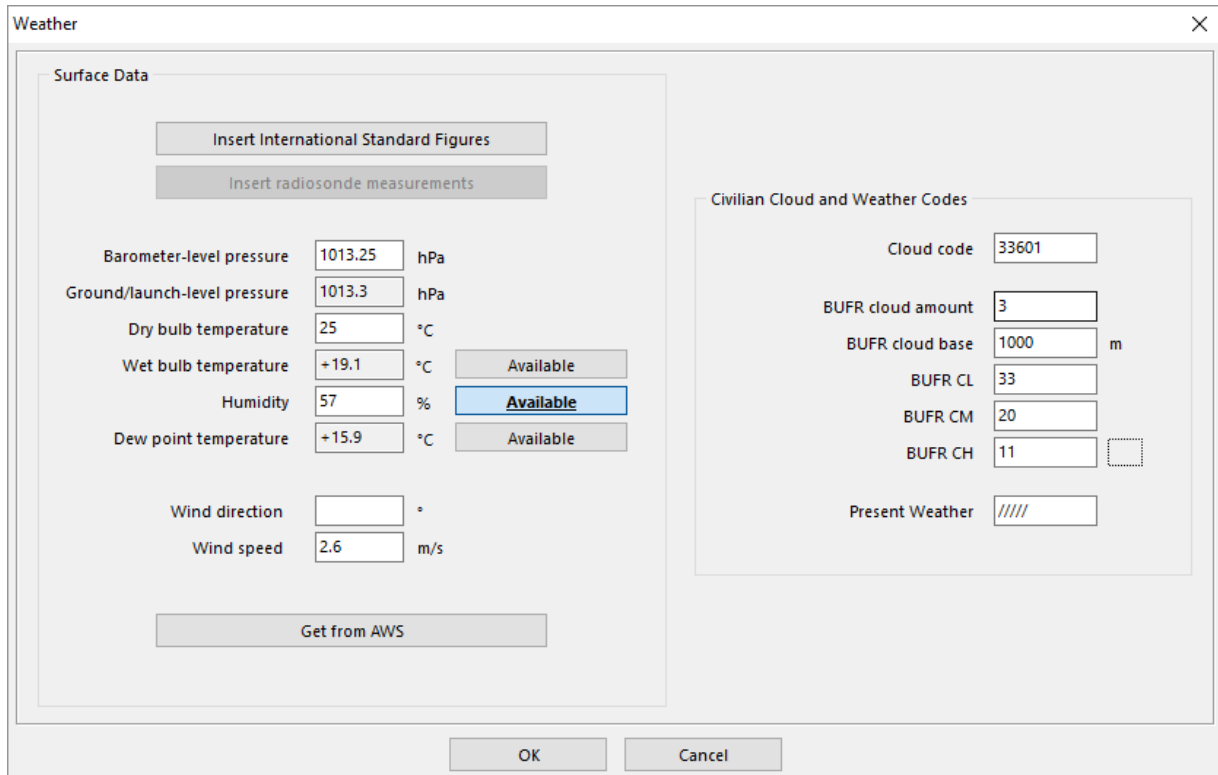 Weather
Surface Data
Insert International Standard Figures
Insert radiosonde measurements
Barometer-level pressure 1013.25 hPa
Ground/launch-level pressure 1013.3 hPa
Dry bulb temperature 25 °C
Wet bulb temperature +19.1 °C Available
Humidity 57 % Available
Dew point temperature +15.9 °C Available
Wind direction °
Wind speed 2.6 m/s
Get from AWS
Civilian Cloud and Weather Codes
Cloud code 33601
BUFR cloud amount 3
BUFR cloud base 1000 m
BUFR CL 33
BUFR CM 20
BUFR CH 11
Present Weather /////
OK Cancel